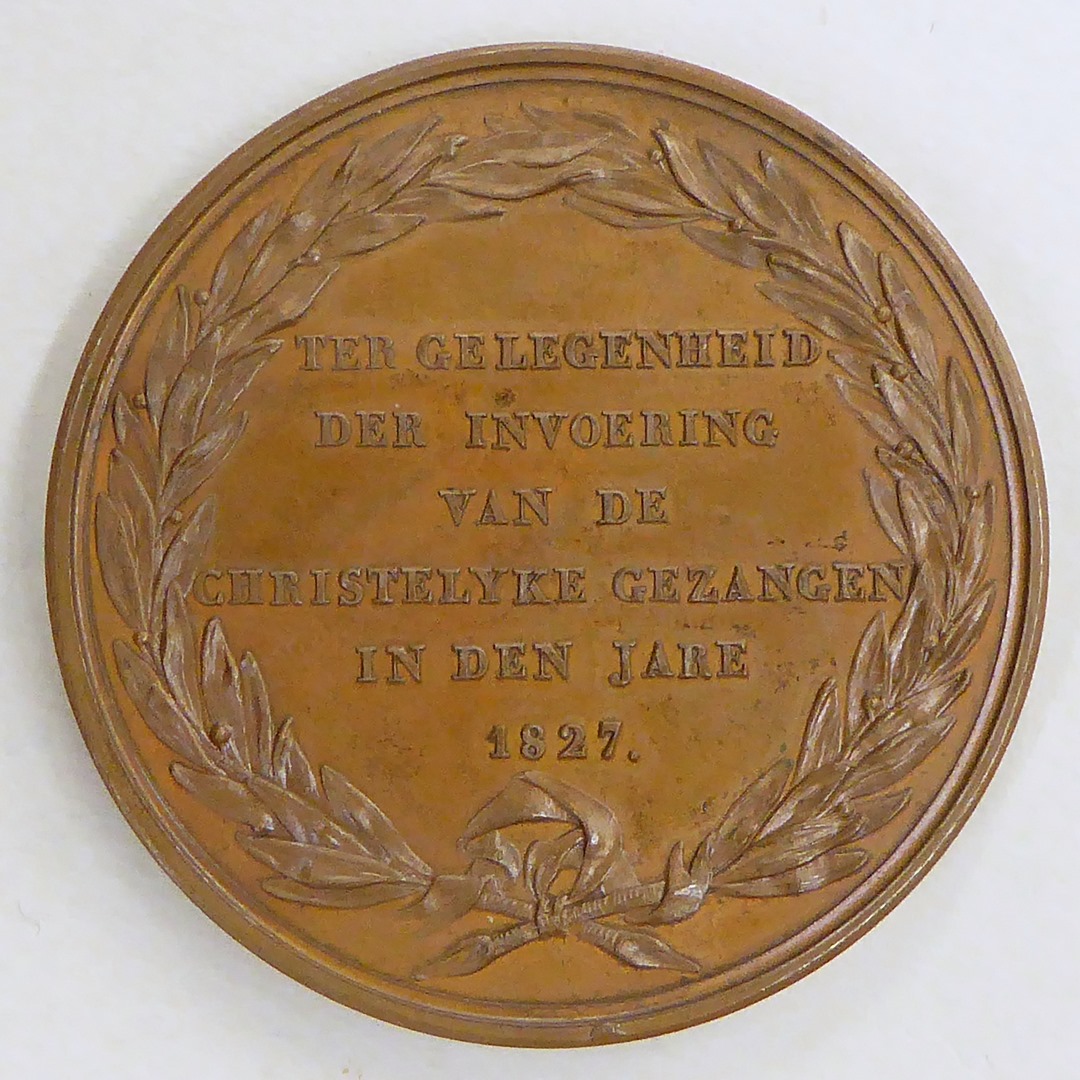 TER GELEGENHEID
DER INVOERING
VAN DE
CHRISTELYKE GEZANGEN
IN DEN JARE
1827.